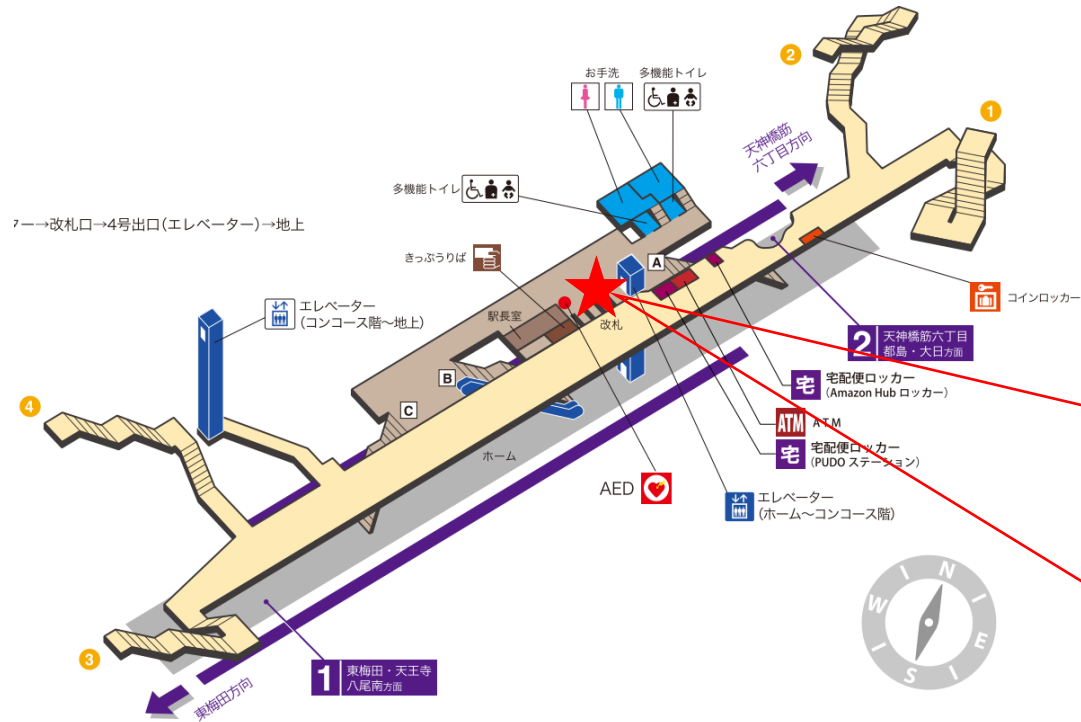 2
1
お手洗
多機能トイレ
天神橋筋
六丁目方向
多機能トイレ
ー→改札口→4号出口(エレベーター)→地上
きっぷうりば
A
エレベーター
(コンコース階〜地上)
コインロッカー
駅長室
改札
2
天神橋筋六丁目
都島・大日方面
B
宅配便ロッカー
(Amazon Hub ロッカー)
宅
C
4
ATM
ATM
宅配便ロッカー
(PUDO ステーション)
宅
ホーム
AED
エレベーター
(ホーム〜コンコース階)
N
W
E
S
3
1
東梅田・天王寺
八尾南方面
東梅田方向